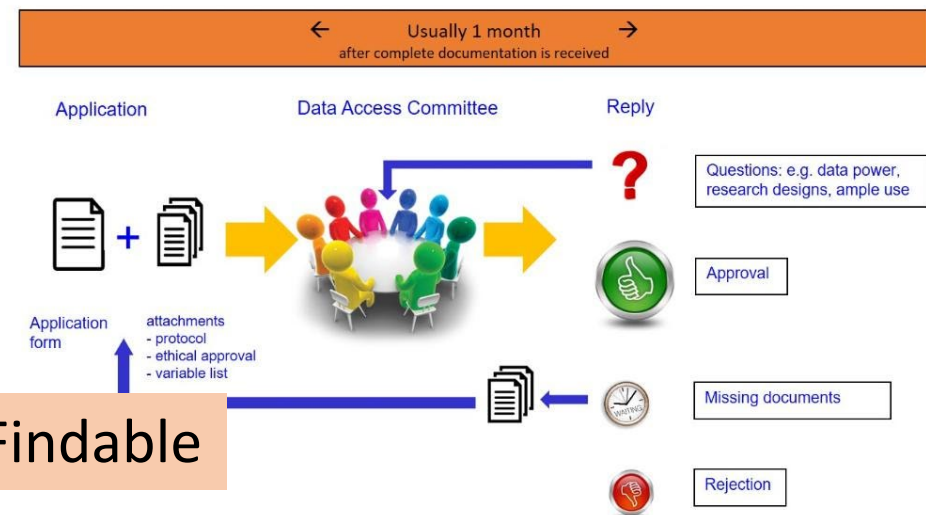 ← Usually 1 month →
after complete documentation is received
Application
Data Access Committee
Reply
?
Questions: e.g. data power,
research designs, ample use
+
Approval
Application
form
attachments
- protocol
- ethical approval
- variable list
WAITING
Missing documents
Findable
Rejection